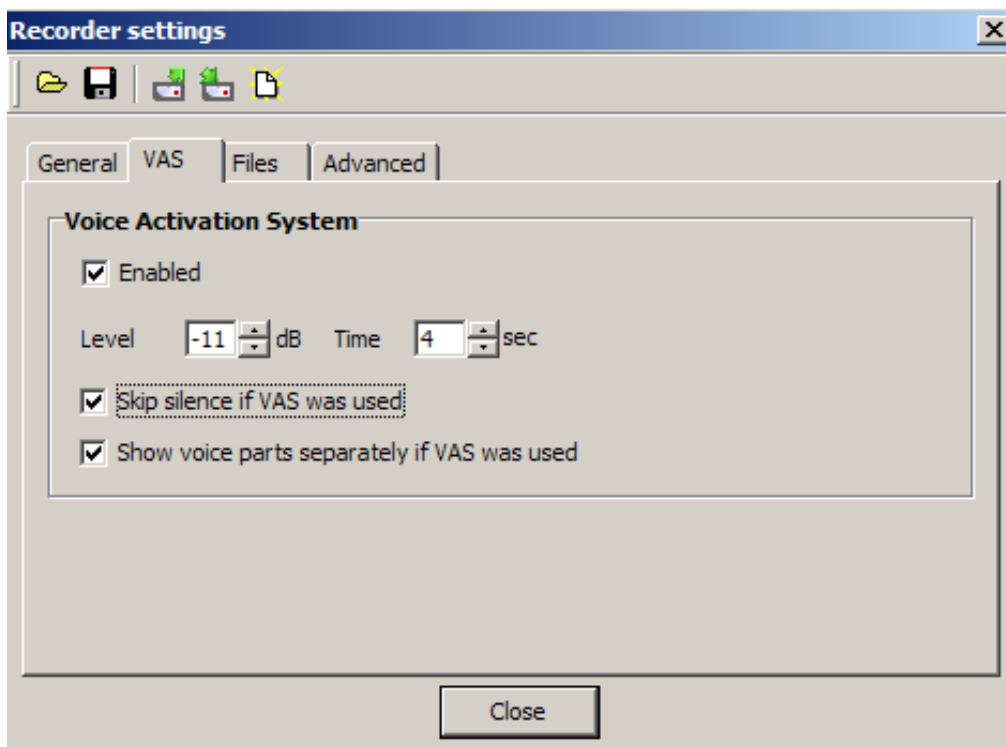 Recorder settings
General VAS Files Advanced
Voice Activation System
Enabled
Level -11 dB Time 4 sec
Skip silence if VAS was used
Show voice parts separately if VAS was used
Close